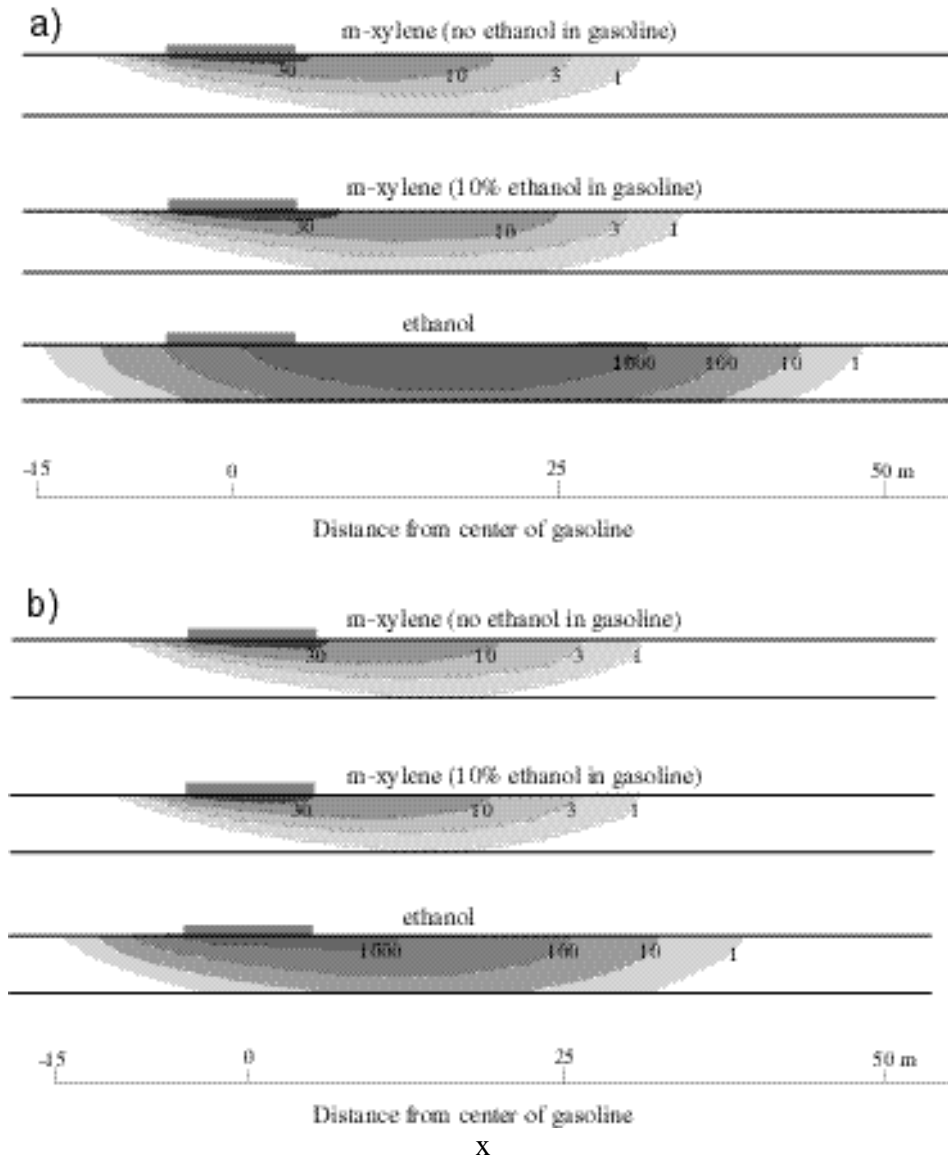 a)
m-xylene (no ethanol in gasoline)
30 10 3 1
m-xylene (10% ethanol in gasoline)
30 10 3 1
ethanol
1000 100 10 1
-15 0 25 50 m
Distance from center of gasoline
b)
m-xylene (no ethanol in gasoline)
30 10 3 1
m-xylene (10% ethanol in gasoline)
30 10 3 1
ethanol
1000 100 10 1
-15 0 25 50 m
Distance from center of gasoline
x